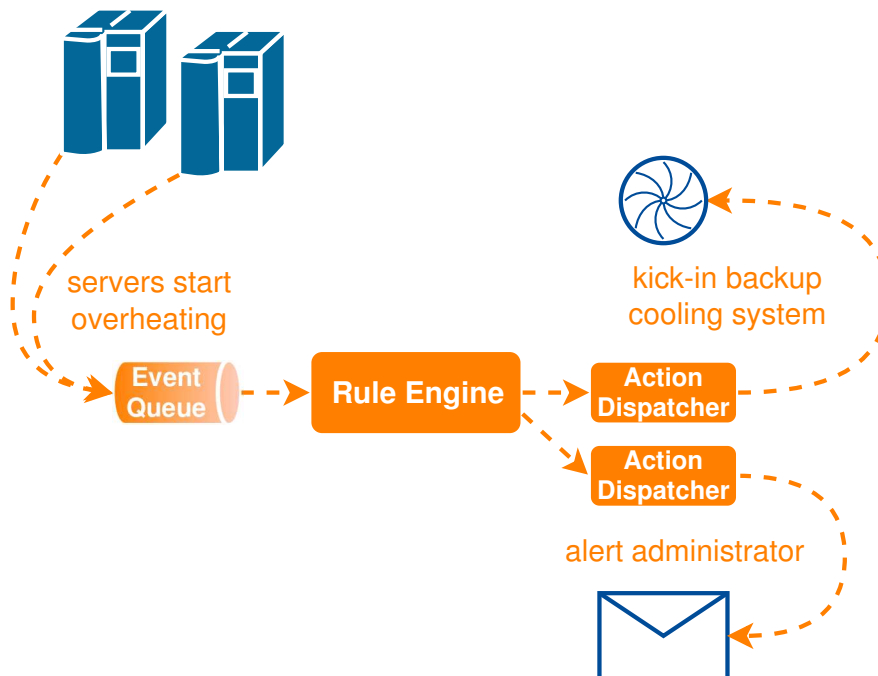 servers start
overheating
Event
Queue
Rule Engine
Action
Dispatcher
kick-in backup
cooling system
Action
Dispatcher
alert administrator